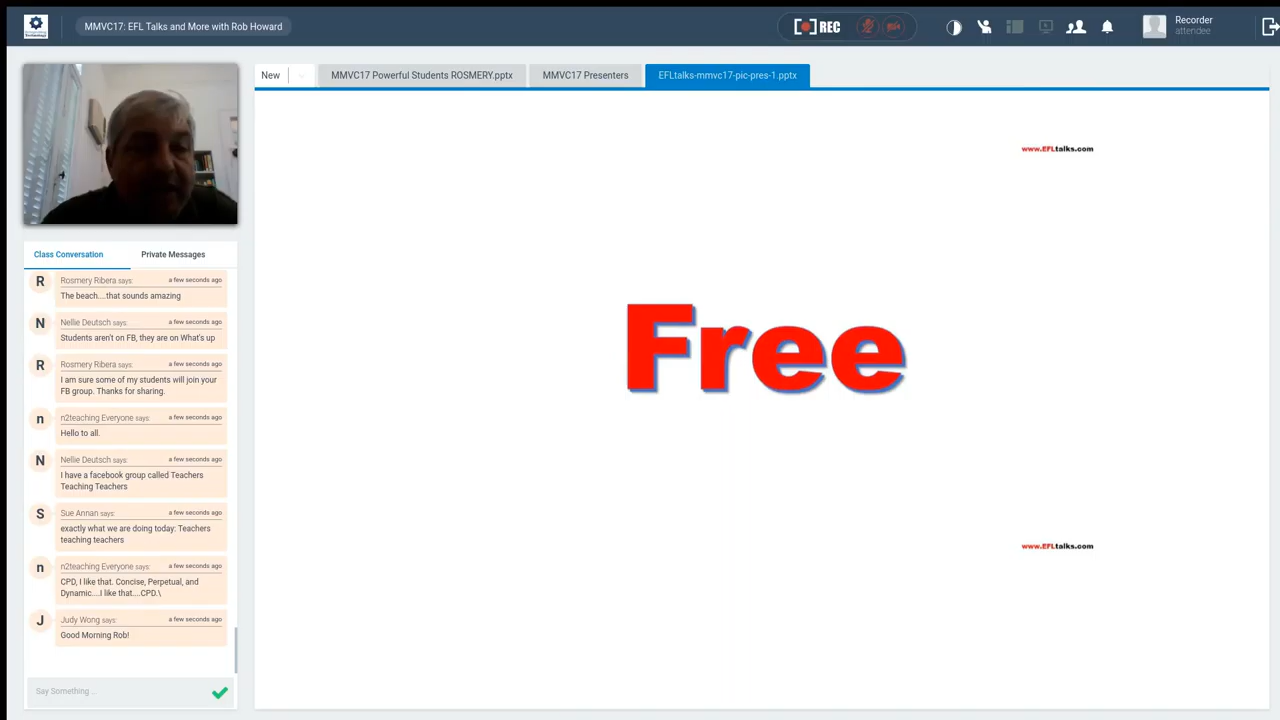 MMVC17: EFL Talks and More with Rob Howard
REC
Recorder
attendee
New
MMVC17 Powerful Students ROSMERY.pptx
MMVC17 Presenters
EFLtalks-mmvc17-pic-pres-1.pptx
www.EFLtalks.com
Free
www.EFLtalks.com
Class Conversation
Private Messages
R
Rosmery Ribera says:
a few seconds ago
The beach....that sounds amazing
N
Nellie Deutsch says:
a few seconds ago
Students aren't on FB, they are on What's up
R
Rosmery Ribera says:
a few seconds ago
I am sure some of my students will join your
FB group. Thanks for sharing.
n
n2teaching Everyone says:
a few seconds ago
Hello to all.
N
Nellie Deutsch says:
a few seconds ago
I have a facebook group called Teachers
Teaching Teachers
S
Sue Annan says:
a few seconds ago
exactly what we are doing today: Teachers
teaching teachers
n
n2teaching Everyone says:
a few seconds ago
CPD, I like that. Concise, Perpetual, and
Dynamic....I like that....CPD.\
J
Judy Wong says:
a few seconds ago
Good Morning Rob!
Say Something ...